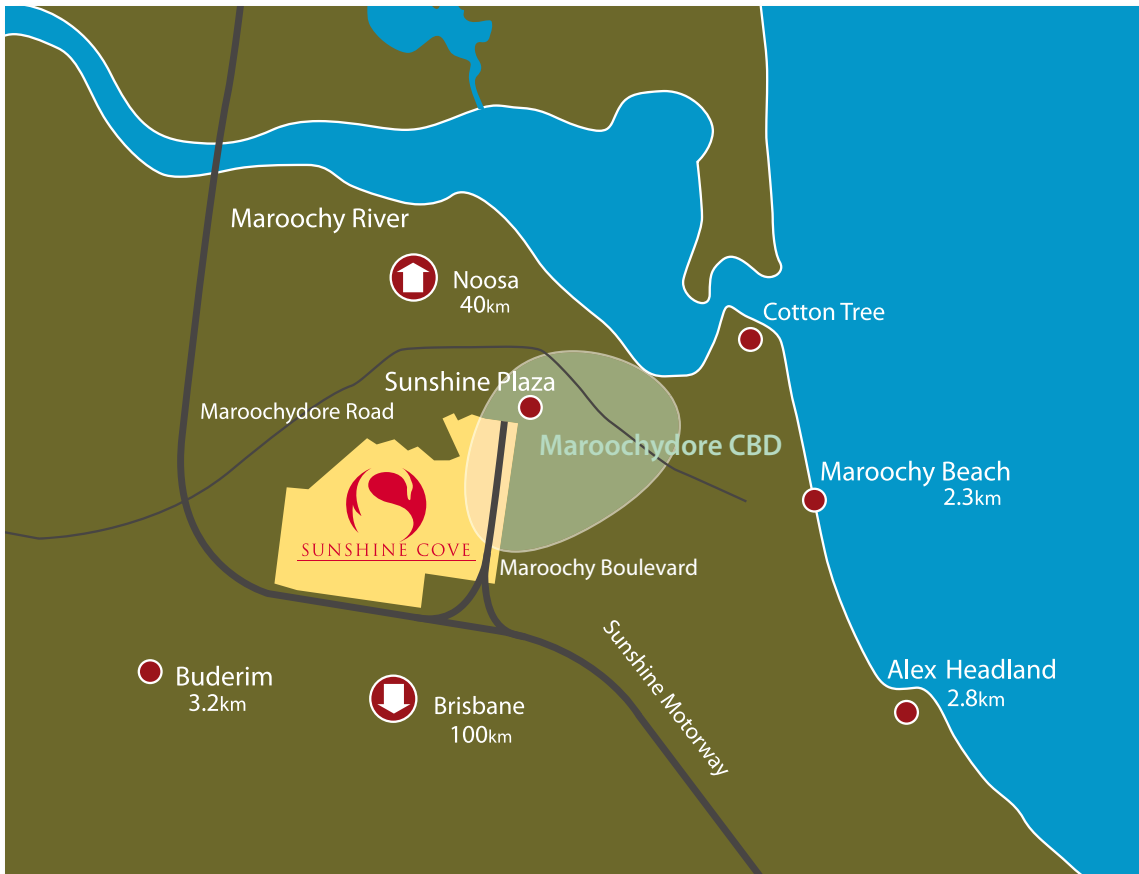 Maroochy River
Noosa
40km
Cotton Tree
Sunshine Plaza
Maroochydore Road
Maroochydore CBD
Maroochy Beach
2.3km
SUNSHINE COVE
Maroochy Boulevard
Sunshine Motorway
Buderim
3.2km
Brisbane
100km
Alex Headland
2.8km